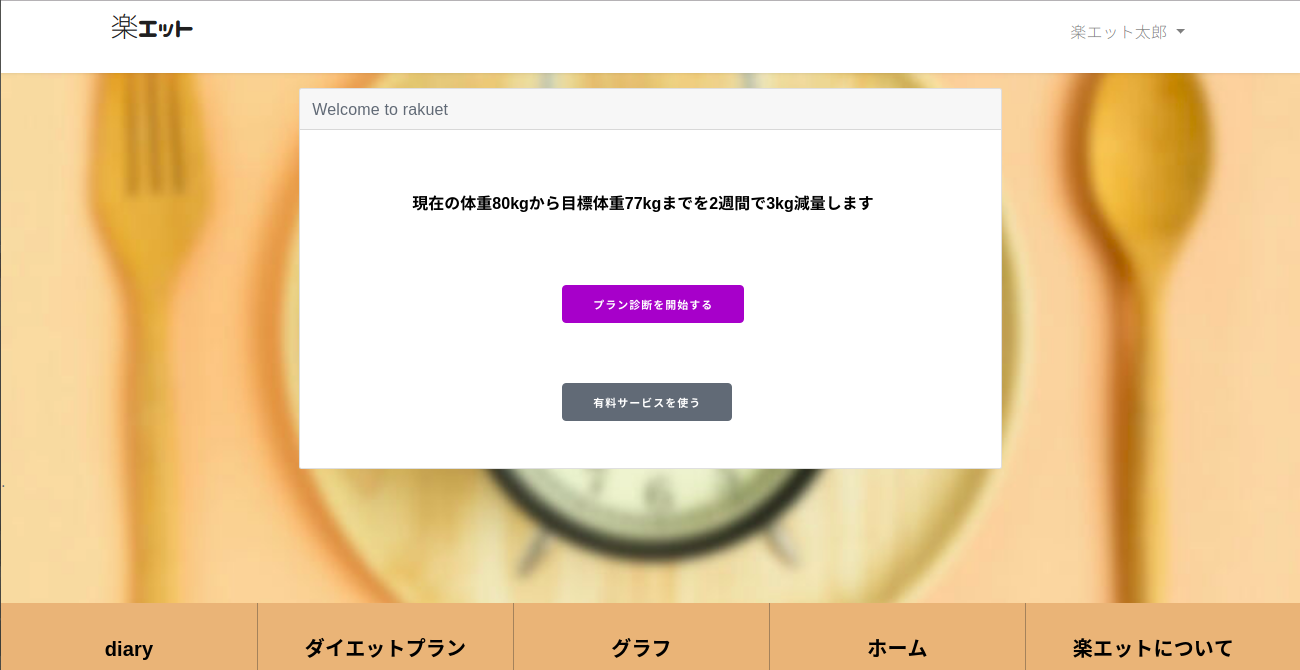 楽エット
楽エット太郎
Welcome to rakuet
現在の体重80kgから目標体重77kgまでを2週間で3kg減量します
プラン診断を開始する
有料サービスを使う
6
diary
ダイエットプラン
グラフ
ホーム
楽エットについて